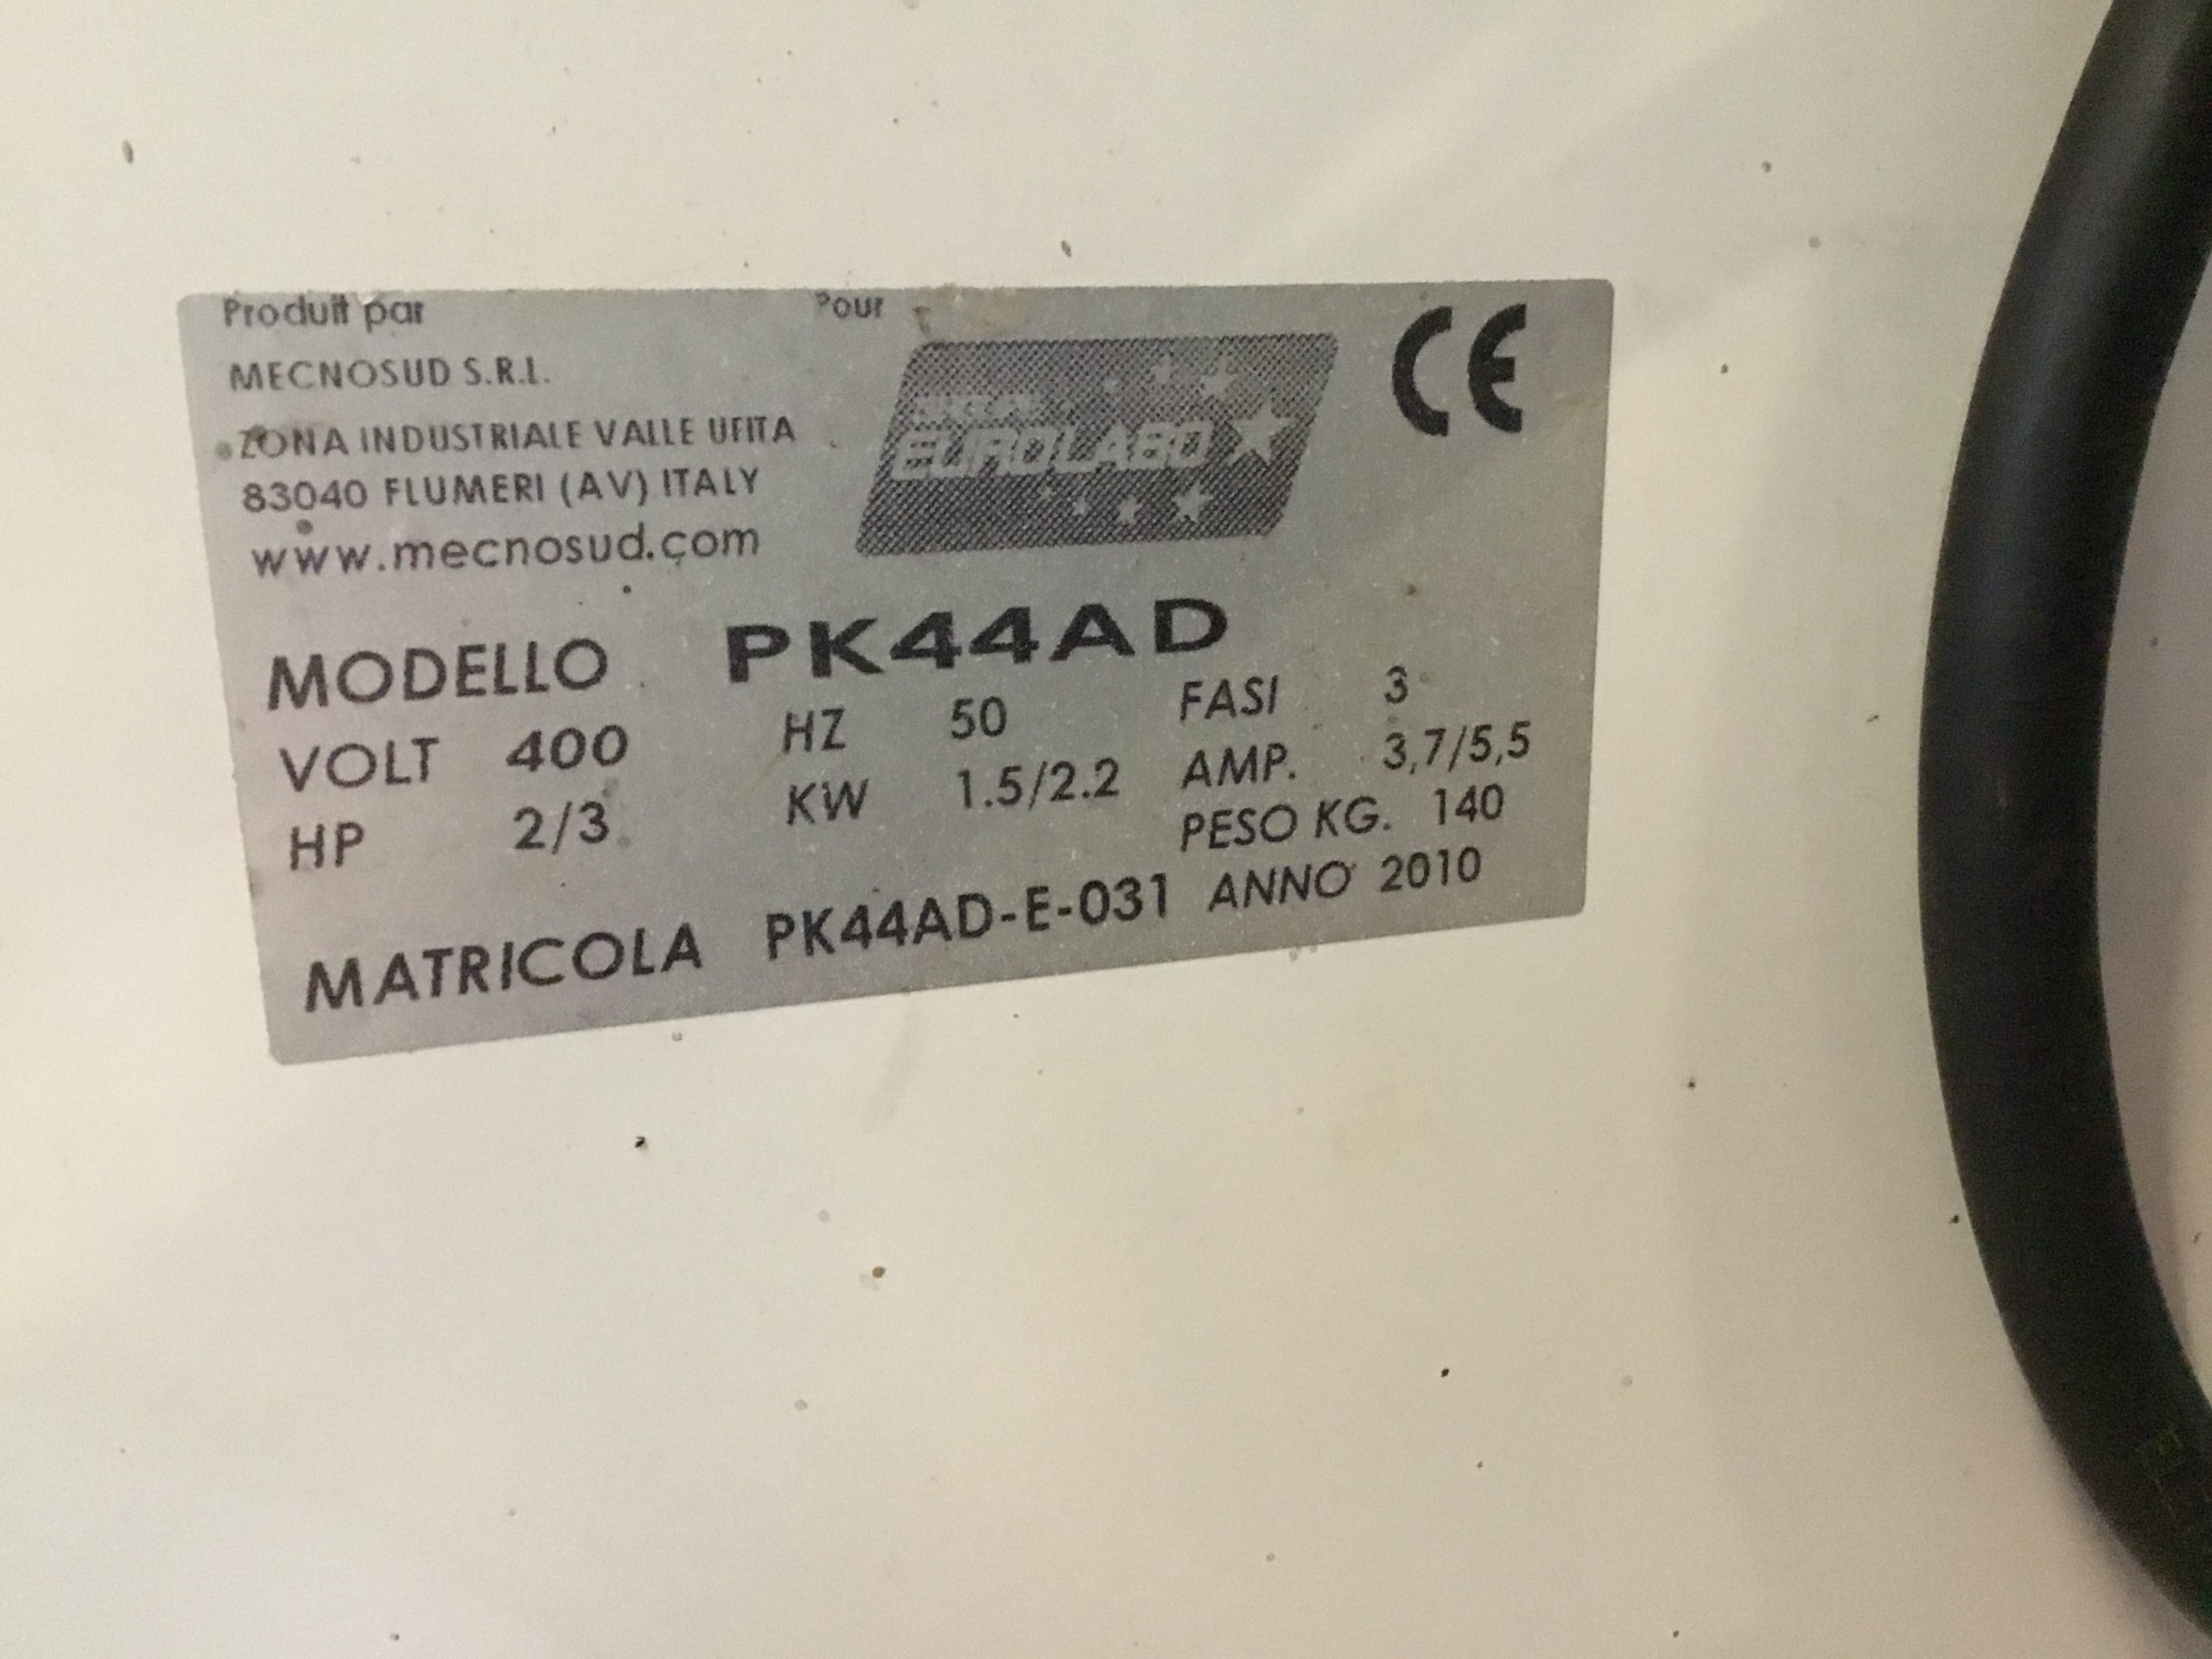 Produit par
Pour
MECNOSUD S.R.L.
ZONA INDUSTRIALE VALLE UFITA
83040 FLUMERI (AV) ITALY
www.mecnosud.com
EUROLABO
CE
MODELLO PK44AD
VOLT 400 HZ 50 FASI 3
HP 2/3 KW 1.5/2.2 AMP. 3,7/5,5
PESO KG. 140
MATRICOLA PK44AD-E-031 ANNO 2010